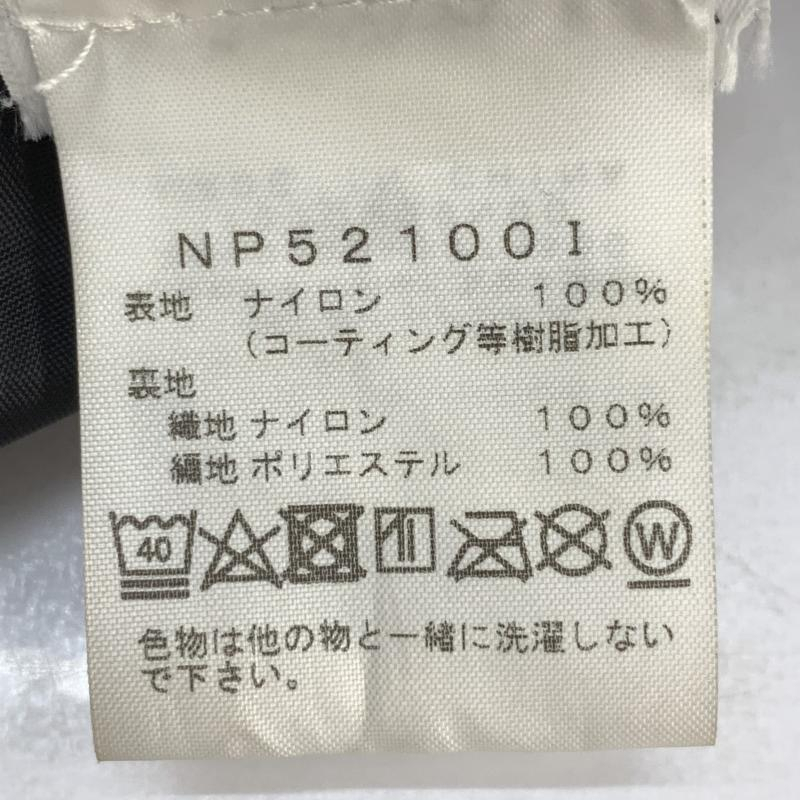 NP52100I
表地 ナイロン 100%
(コーティング等樹脂加工)
裏地
織地 ナイロン 100%
編地 ポリエステル 100%
40
W
色物は他の物と一緒に洗濯しない
で下さい。